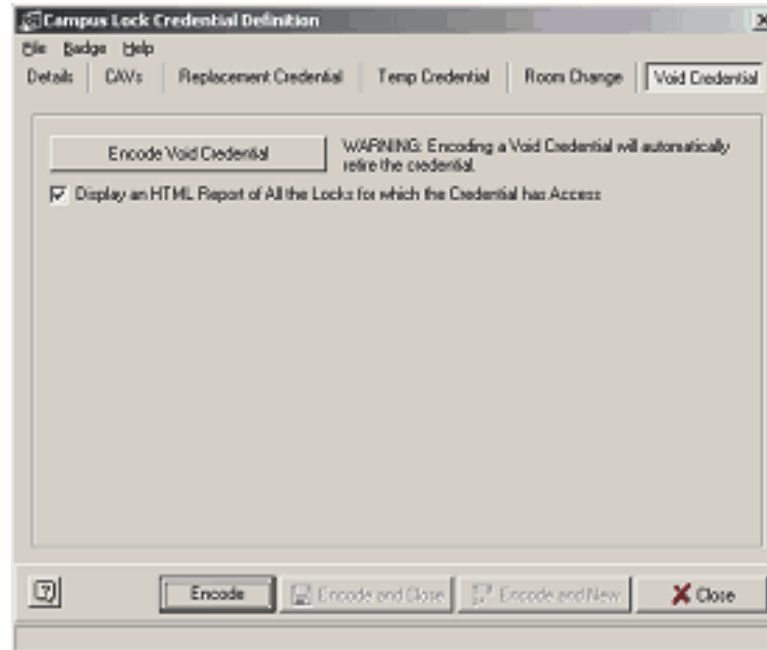 Campus Lock Credential Definition
File Badge Help
Details CAVs Replacement Credential Temp Credential Room Change Void Credential
Encode Void Credential WARNING: Encoding a Void Credential will automatically
retire the credential.
Display an HTML Report of All the Locks for which the Credential has Access
Encode Encode and Close Encode and New Close